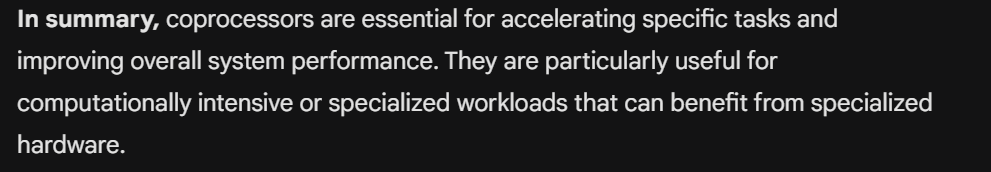 In summary, coprocessors are essential for accelerating specific tasks and
improving overall system performance. They are particularly useful for
computationally intensive or specialized workloads that can benefit from specialized
hardware.